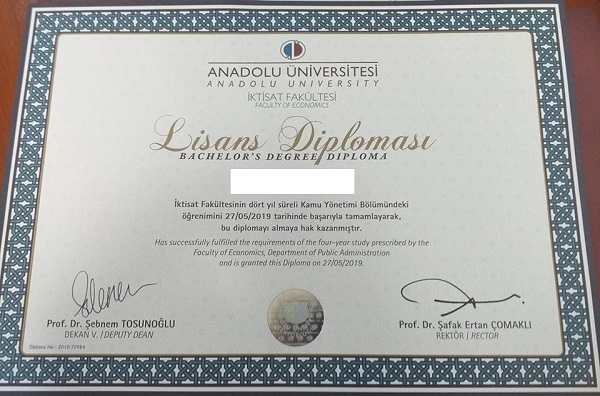 ANADOLU ÜNİVERSİTESİ
ANADOLU UNIVERSITY
İKTİSAT FAKÜLTESİ
FACULTY OF ECONOMICS
Lisans Diploması
BACHELOR'S DEGREE DIPLOMA
İktisat Fakültesinin dört yıl süreli Kamu Yönetimi Bölümündeki
öğrenimini 27/05/2019 tarihinde başarıyla tamamlayarak,
bu diplomayı almaya hak kazanmıştır.
Has successfully fulfilled the requirements of the four-year study prescribed by the
Faculty of Economics, Department of Public Administration
and is granted this Diploma on 27/05/2019.
Prof. Dr. Şebnem TOSUNOĞLU
DEKAN V. / DEPUTY DEAN
Prof. Dr. Şafak Ertan ÇOMAKLI
REKTÖR / RECTOR
Diploma No :